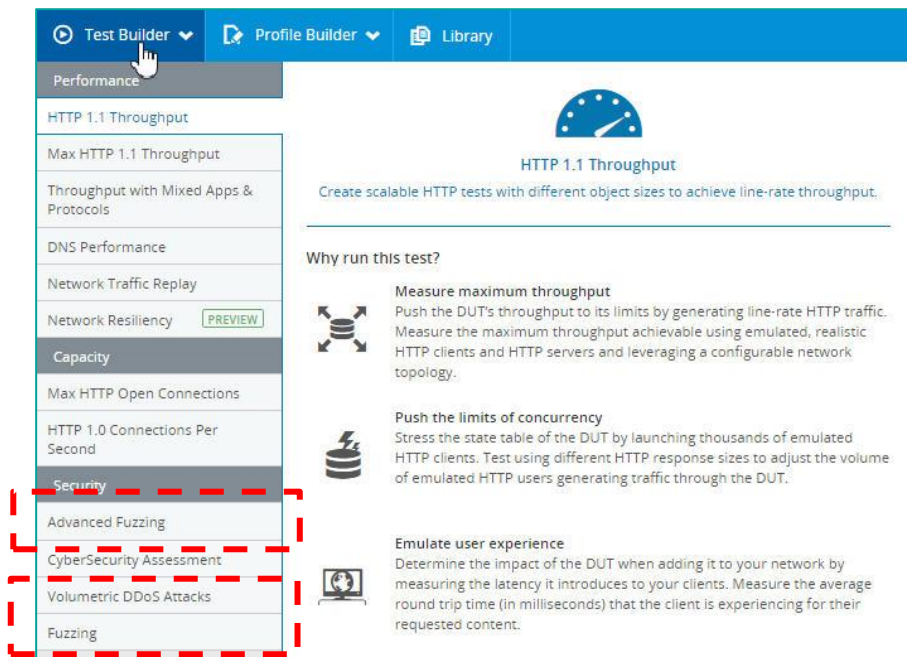 Test Builder
Profile Builder
Library
Performance
HTTP 1.1 Throughput
Max HTTP 1.1 Throughput
Throughput with Mixed Apps &
Protocols
DNS Performance
Network Traffic Replay
Network Resiliency PREVIEW
Capacity
Max HTTP Open Connections
HTTP 1.0 Connections Per
Second
Security
Advanced Fuzzing
CyberSecurity Assessment
Volumetric DDoS Attacks
Fuzzing
HTTP 1.1 Throughput
Create scalable HTTP tests with different object sizes to achieve line-rate throughput.
Why run this test?
Measure maximum throughput
Push the DUT's throughput to its limits by generating line-rate HTTP traffic.
Measure the maximum throughput achievable using emulated, realistic
HTTP clients and HTTP servers and leveraging a configurable network
topology.
Push the limits of concurrency
Stress the state table of the DUT by launching thousands of emulated
HTTP clients. Test using different HTTP response sizes to adjust the volume
of emulated HTTP users generating traffic through the DUT.
Emulate user experience
Determine the impact of the DUT when adding it to your network by
measuring the latency it introduces to your clients. Measure the average
round trip time (in milliseconds) that the client is experiencing for their
requested content.